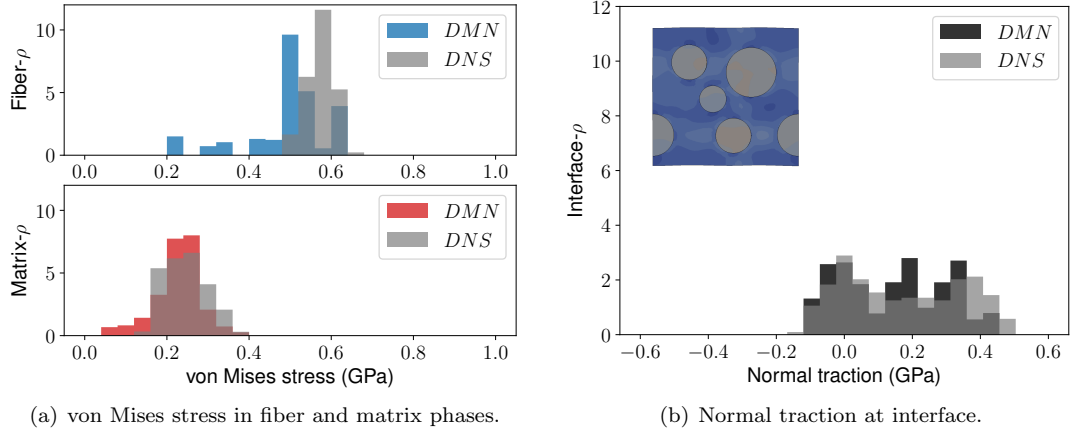 Fiber-ρ
10
5
0
DMN
DNS
0.0 0.2 0.4 0.6 0.8 1.0
Matrix-ρ
10
5
0
DMN
DNS
0.0 0.2 0.4 0.6 0.8 1.0
von Mises stress (GPa)
(a) von Mises stress in fiber and matrix phases.
Interface-ρ
12
10
8
6
4
2
0
DMN
DNS
−0.6 −0.4 −0.2 0.0 0.2 0.4 0.6
Normal traction (GPa)
(b) Normal traction at interface.